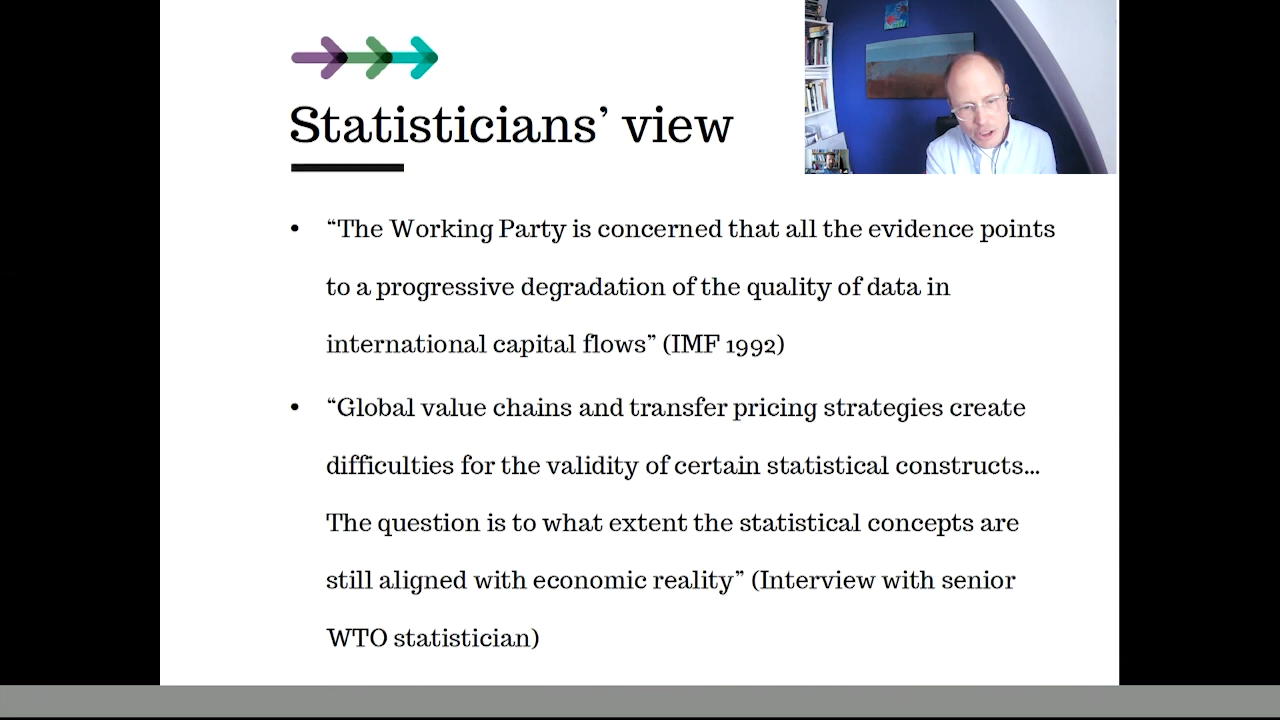 Statisticians’ view
• “The Working Party is concerned that all the evidence points
to a progressive degradation of the quality of data in
international capital flows” (IMF 1992)
• “Global value chains and transfer pricing strategies create
difficulties for the validity of certain statistical constructs...
The question is to what extent the statistical concepts are
still aligned with economic reality” (Interview with senior
WTO statistician)